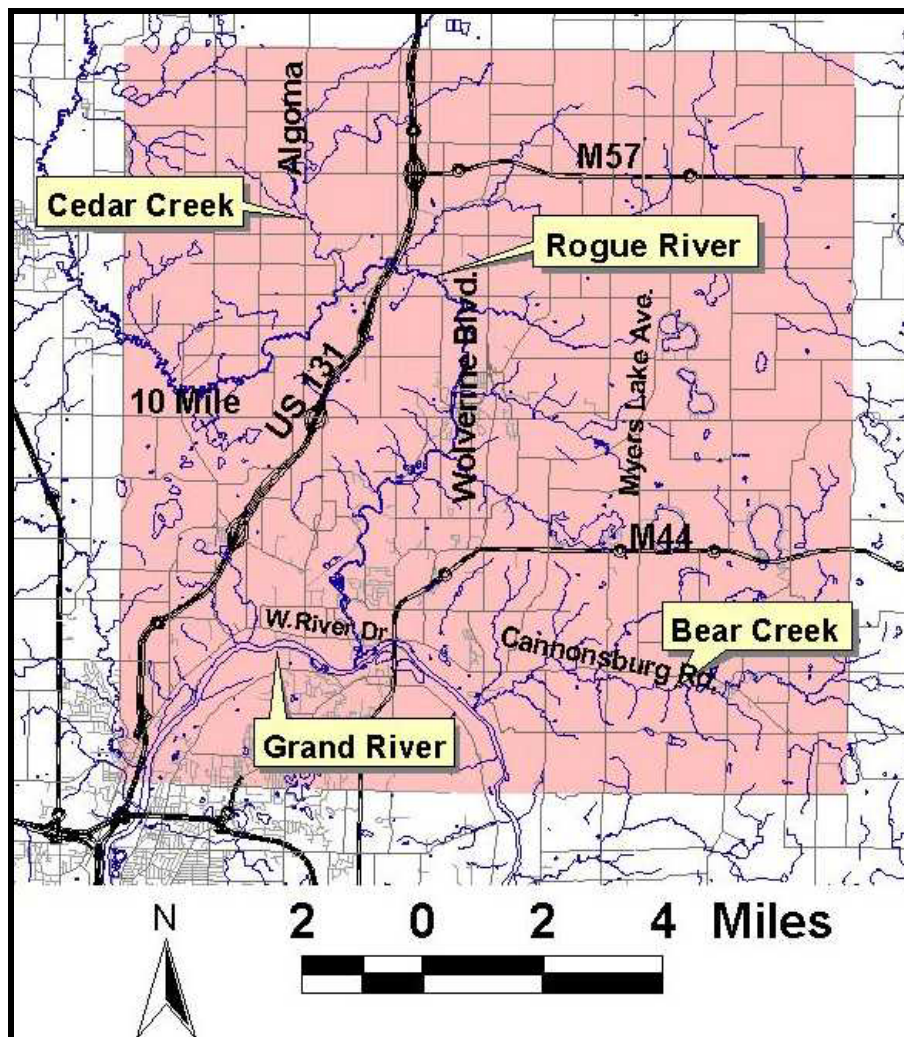 Algoma
M57
Cedar Creek
Rogue River
Wolverine Blvd.
Myers Lake Ave.
US 131
10 Mile
M44
W.River Dr
Bear Creek
Cannonsburg Rd.
Grand River
N
2 0 2 4 Miles